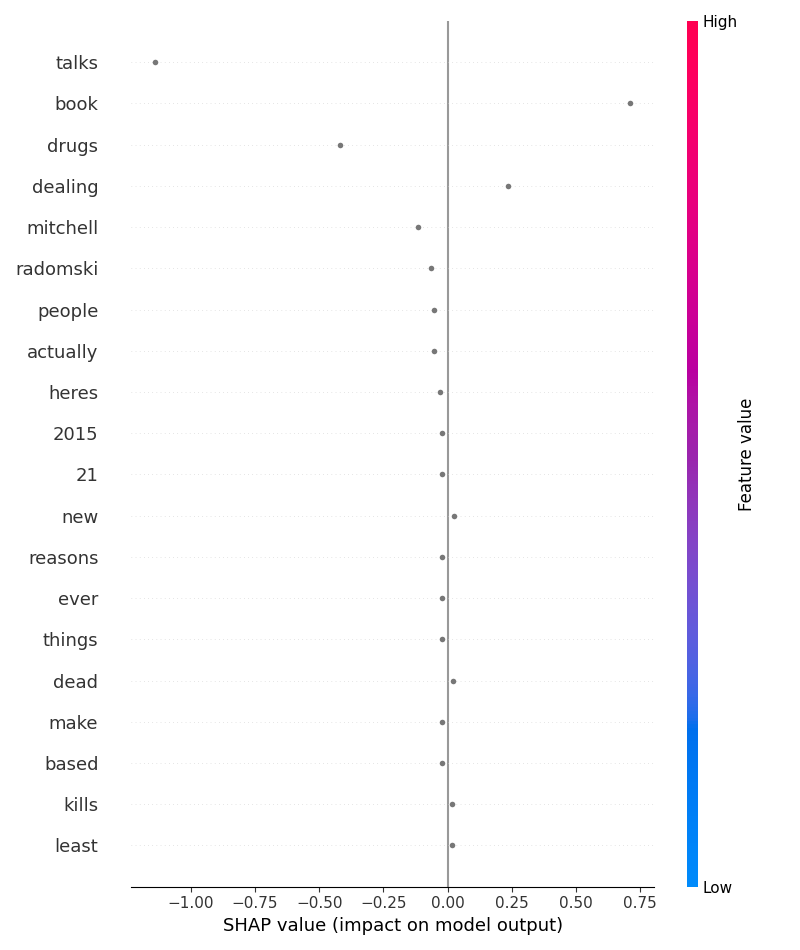 High
talks
book
drugs
dealing
mitchell
radomski
people
actually
heres
2015
21
new
reasons
ever
things
dead
make
based
kills
least
Feature value
Low
−1.00 −0.75 −0.50 −0.25 0.00 0.25 0.50 0.75
SHAP value (impact on model output)